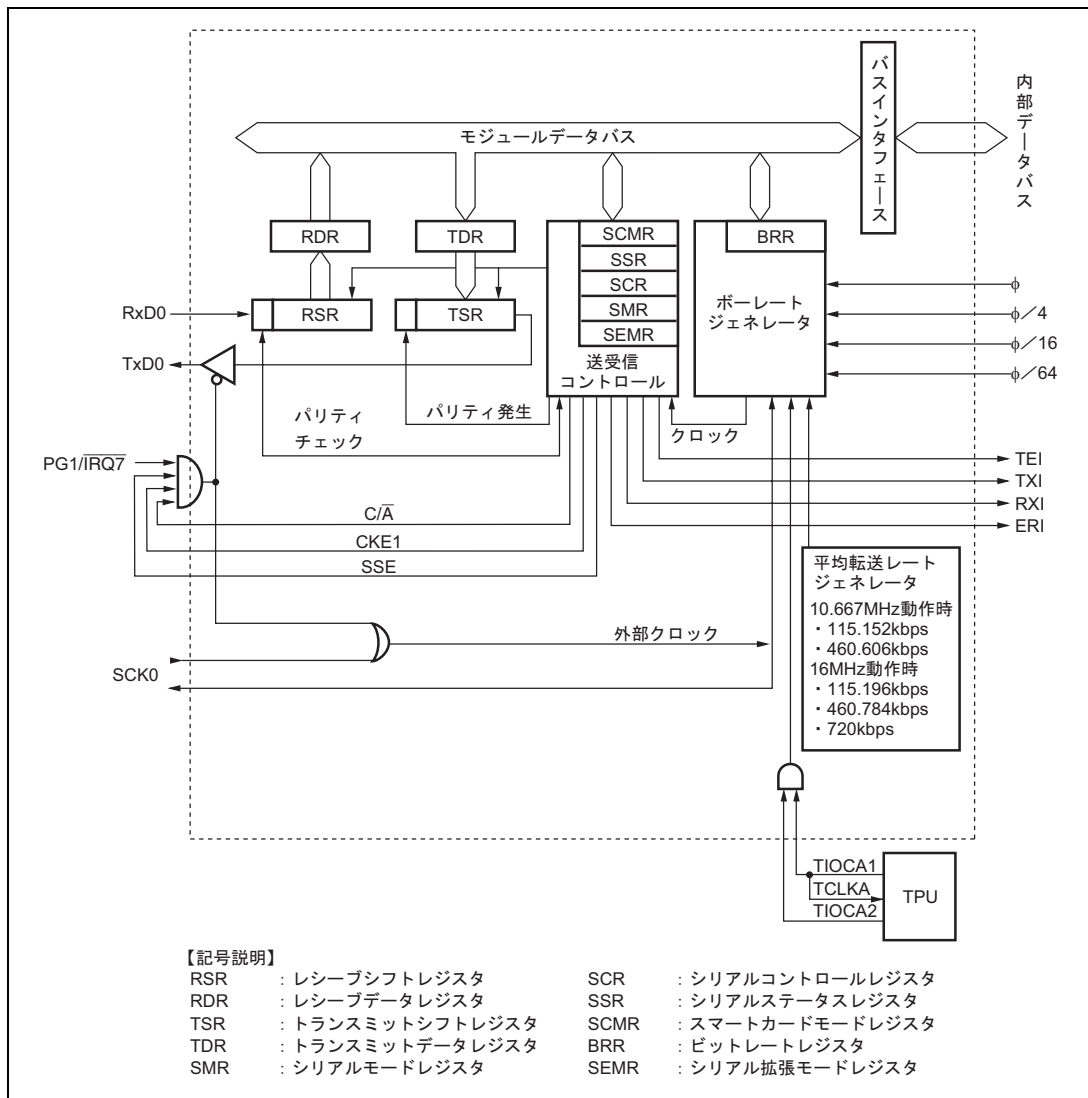 バスインタフェース
内部データバス
モジュールデータバス
RDR
TDR
SCMR
BRR
SSR
SCR
SMR
SEMR
RxD0
RSR
TSR
ボーレート
ジェネレータ
φ
φ/4
φ/16
φ/64
TxD0
送受信
コントロール
パリティ
チェック
パリティ発生
クロック
PG1/IRQ7
TEI
TXI
RXI
ERI
C/A
CKE1
SSE
平均転送レート
ジェネレータ
10.667MHz動作時
・115.152kbps
・460.606kbps
16MHz動作時
・115.196kbps
・460.784kbps
・720kbps
外部クロック
SCK0
TIOCA1
TCLKA
TIOCA2
TPU
【記号説明】
RSR : レシーブシフトレジスタ
RDR : レシーブデータレジスタ
TSR : トランスミットシフトレジスタ
TDR : トランスミットデータレジスタ
SMR : シリアルモードレジスタ
SCR : シリアルコントロールレジスタ
SSR : シリアルステータスレジスタ
SCMR : スマートカードモードレジスタ
BRR : ビットレートレジスタ
SEMR : シリアル拡張モードレジスタ